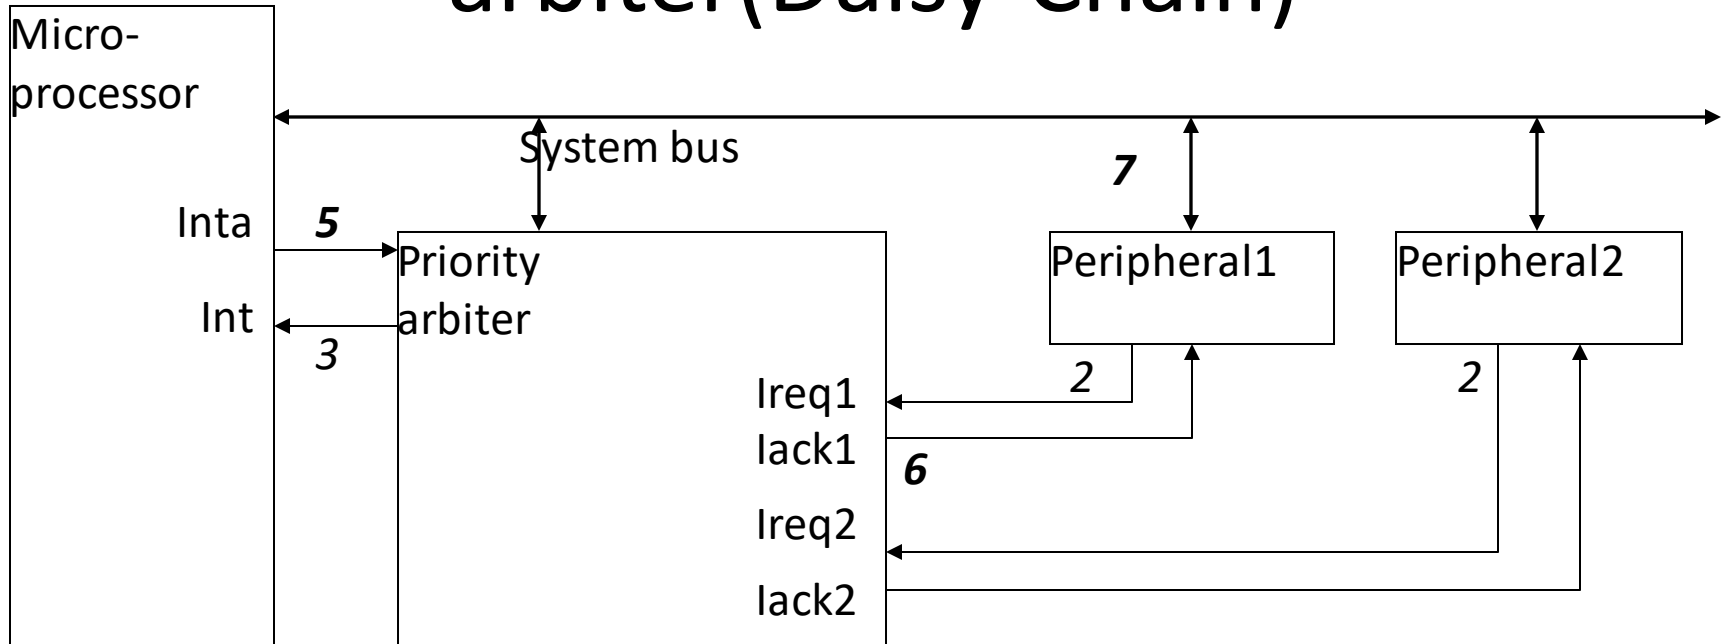 arbiter(Daisy-Chain)
Micro-
processor
System bus
7
Inta
5
Priority
arbiter
Peripheral1
Peripheral2
Int
3
2
2
Ireq1
Iack1
6
Ireq2
Iack2